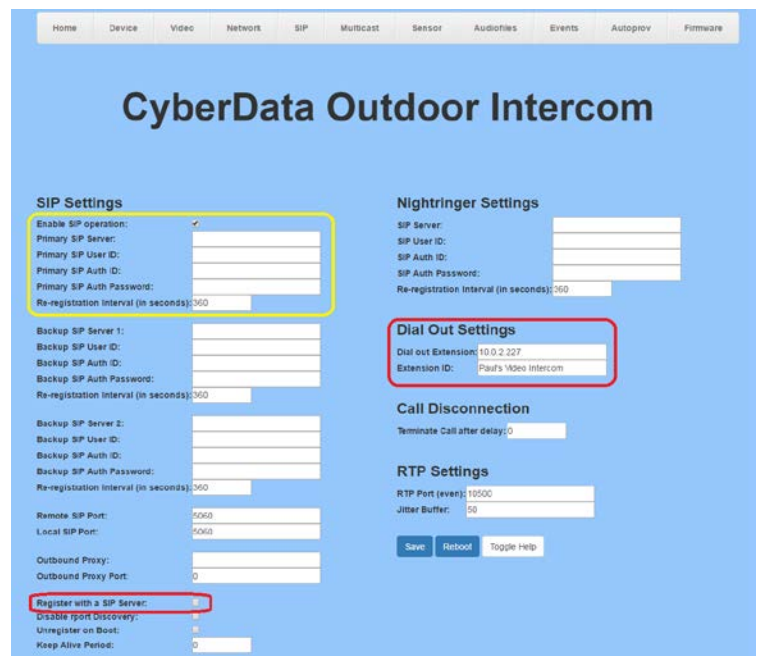 Home Device Video Network SIP Multicast Sensor Audiofiles Events Autoprov Firmware
CyberData Outdoor Intercom
SIP Settings
Enable SIP operation:
Primary SIP Server:
Primary SIP User ID:
Primary SIP Auth ID:
Primary SIP Auth Password:
Re-registration Interval (in seconds): 360
Backup SIP Server 1:
Backup SIP User ID:
Backup SIP Auth ID:
Backup SIP Auth Password:
Re-registration Interval (in seconds): 360
Backup SIP Server 2:
Backup SIP User ID:
Backup SIP Auth ID:
Backup SIP Auth Password:
Re-registration Interval (in seconds): 360
Remote SIP Port: 5060
Local SIP Port: 5060
Outbound Proxy:
Outbound Proxy Port: 0
Register with a SIP Server:
Disable rport Discovery:
Unregister on Boot:
Keep Alive Period: 0
Nightringer Settings
SIP Server:
SIP User ID:
SIP Auth ID:
SIP Auth Password:
Re-registration Interval (in seconds): 360
Dial Out Settings
Dial out Extension: 10.0.2.227
Extension ID: Paul's Video Intercom
Call Disconnection
Terminate Call after delay: 0
RTP Settings
RTP Port (even): 10500
Jitter Buffer: 50
Save Reboot Toggle Help